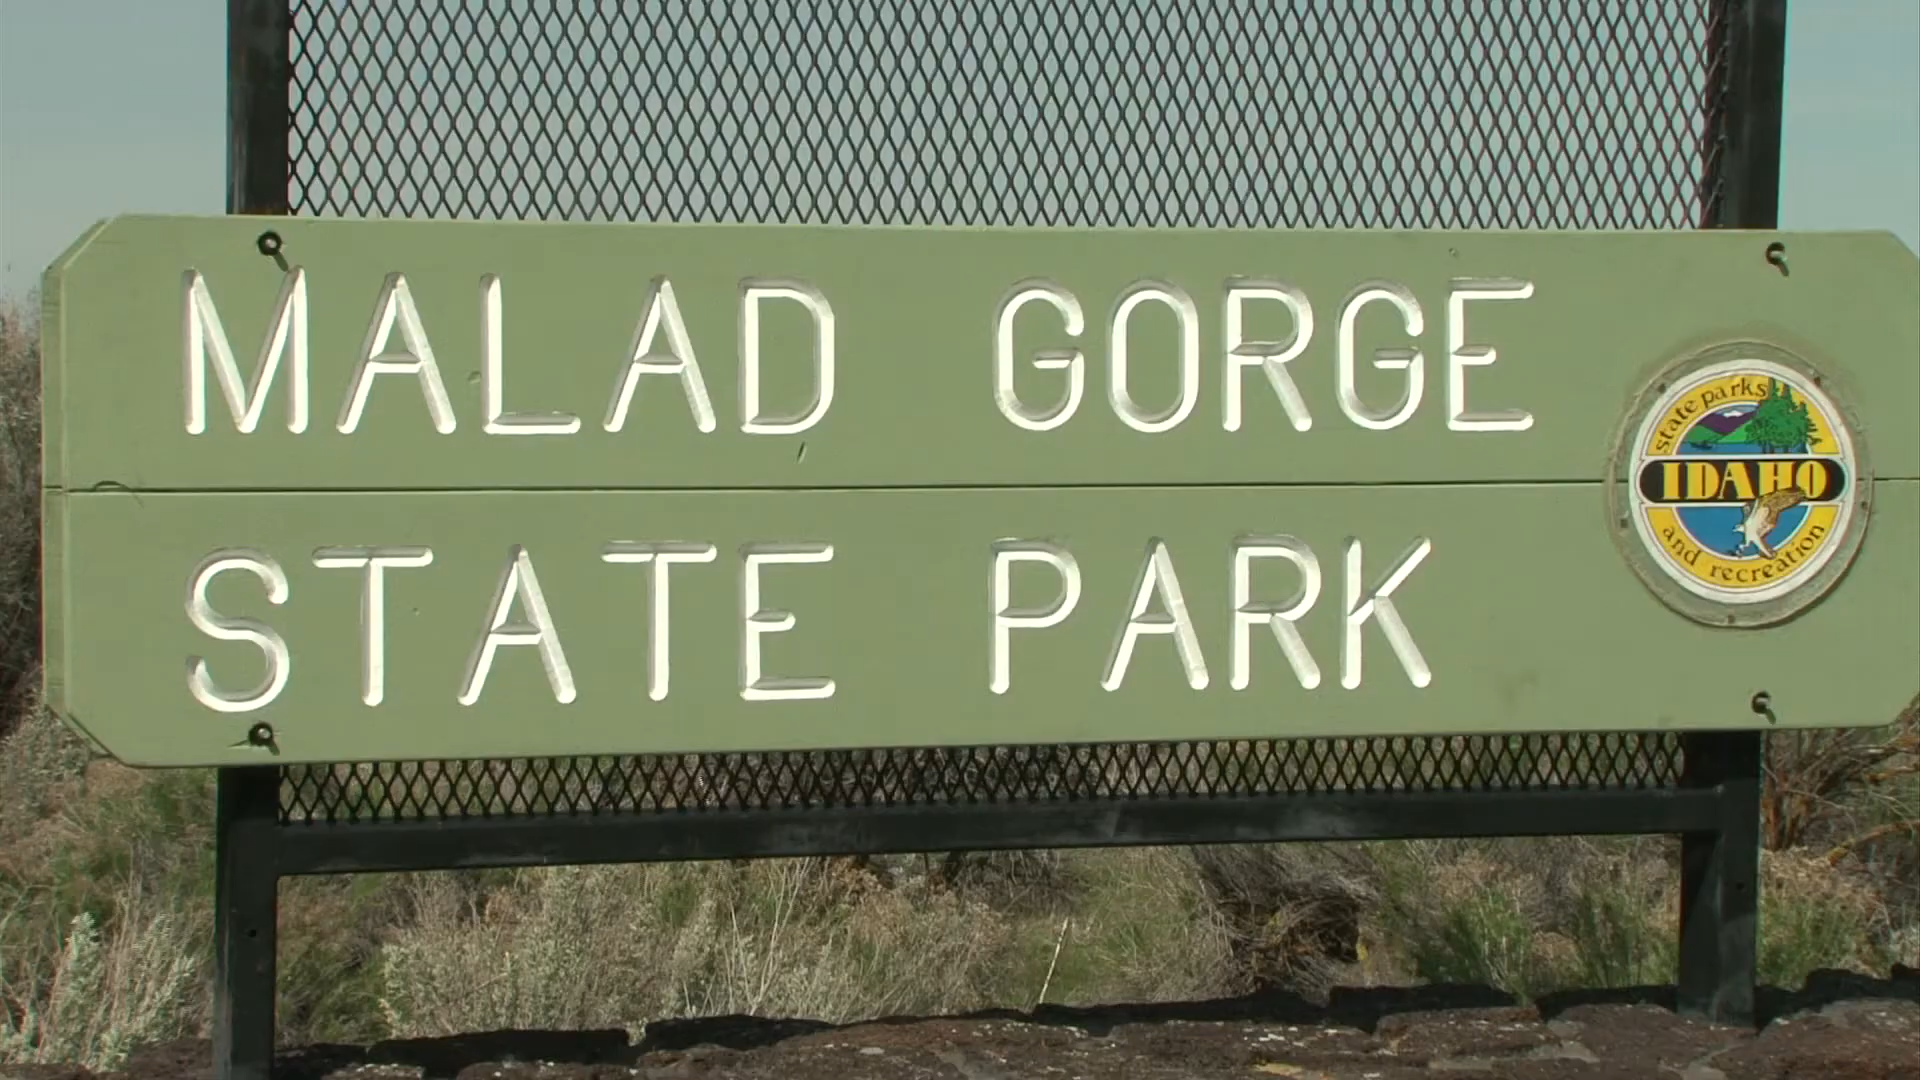 MALAD GORGE
STATE PARK
state parks
IDAHO
and recreation